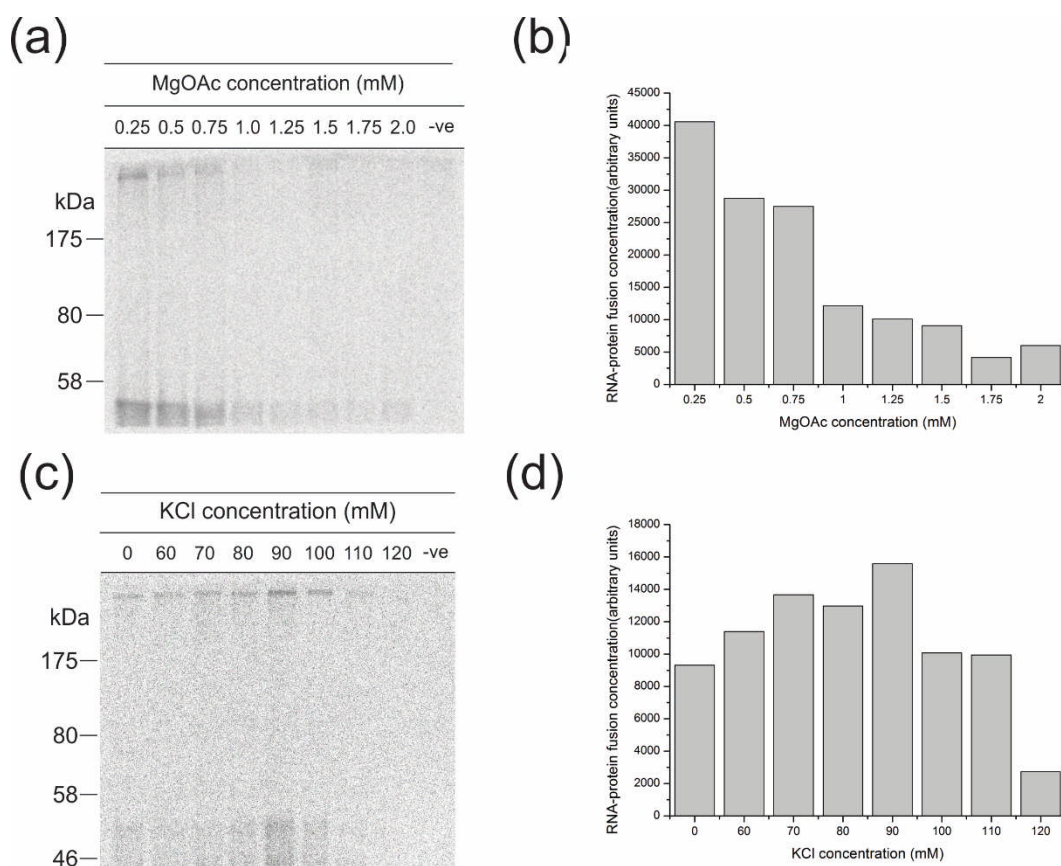 (a)
MgOAc concentration (mM)
0.25 0.5 0.75 1.0 1.25 1.5 1.75 2.0 -ve
kDa
175
80
58
(b)
RNA-protein fusion concentration(arbitrary units)
45000
40000
35000
30000
25000
20000
15000
10000
5000
0
0.25 0.5 0.75 1 1.25 1.5 1.75 2
MgOAc concentration (mM)
(c)
KCl concentration (mM)
0 60 70 80 90 100 110 120 -ve
kDa
175
80
58
46
(d)
RNA-protein fusion concentration(arbitrary units)
18000
16000
14000
12000
10000
8000
6000
4000
2000
0
0 60 70 80 90 100 110 120
KCl concentration (mM)